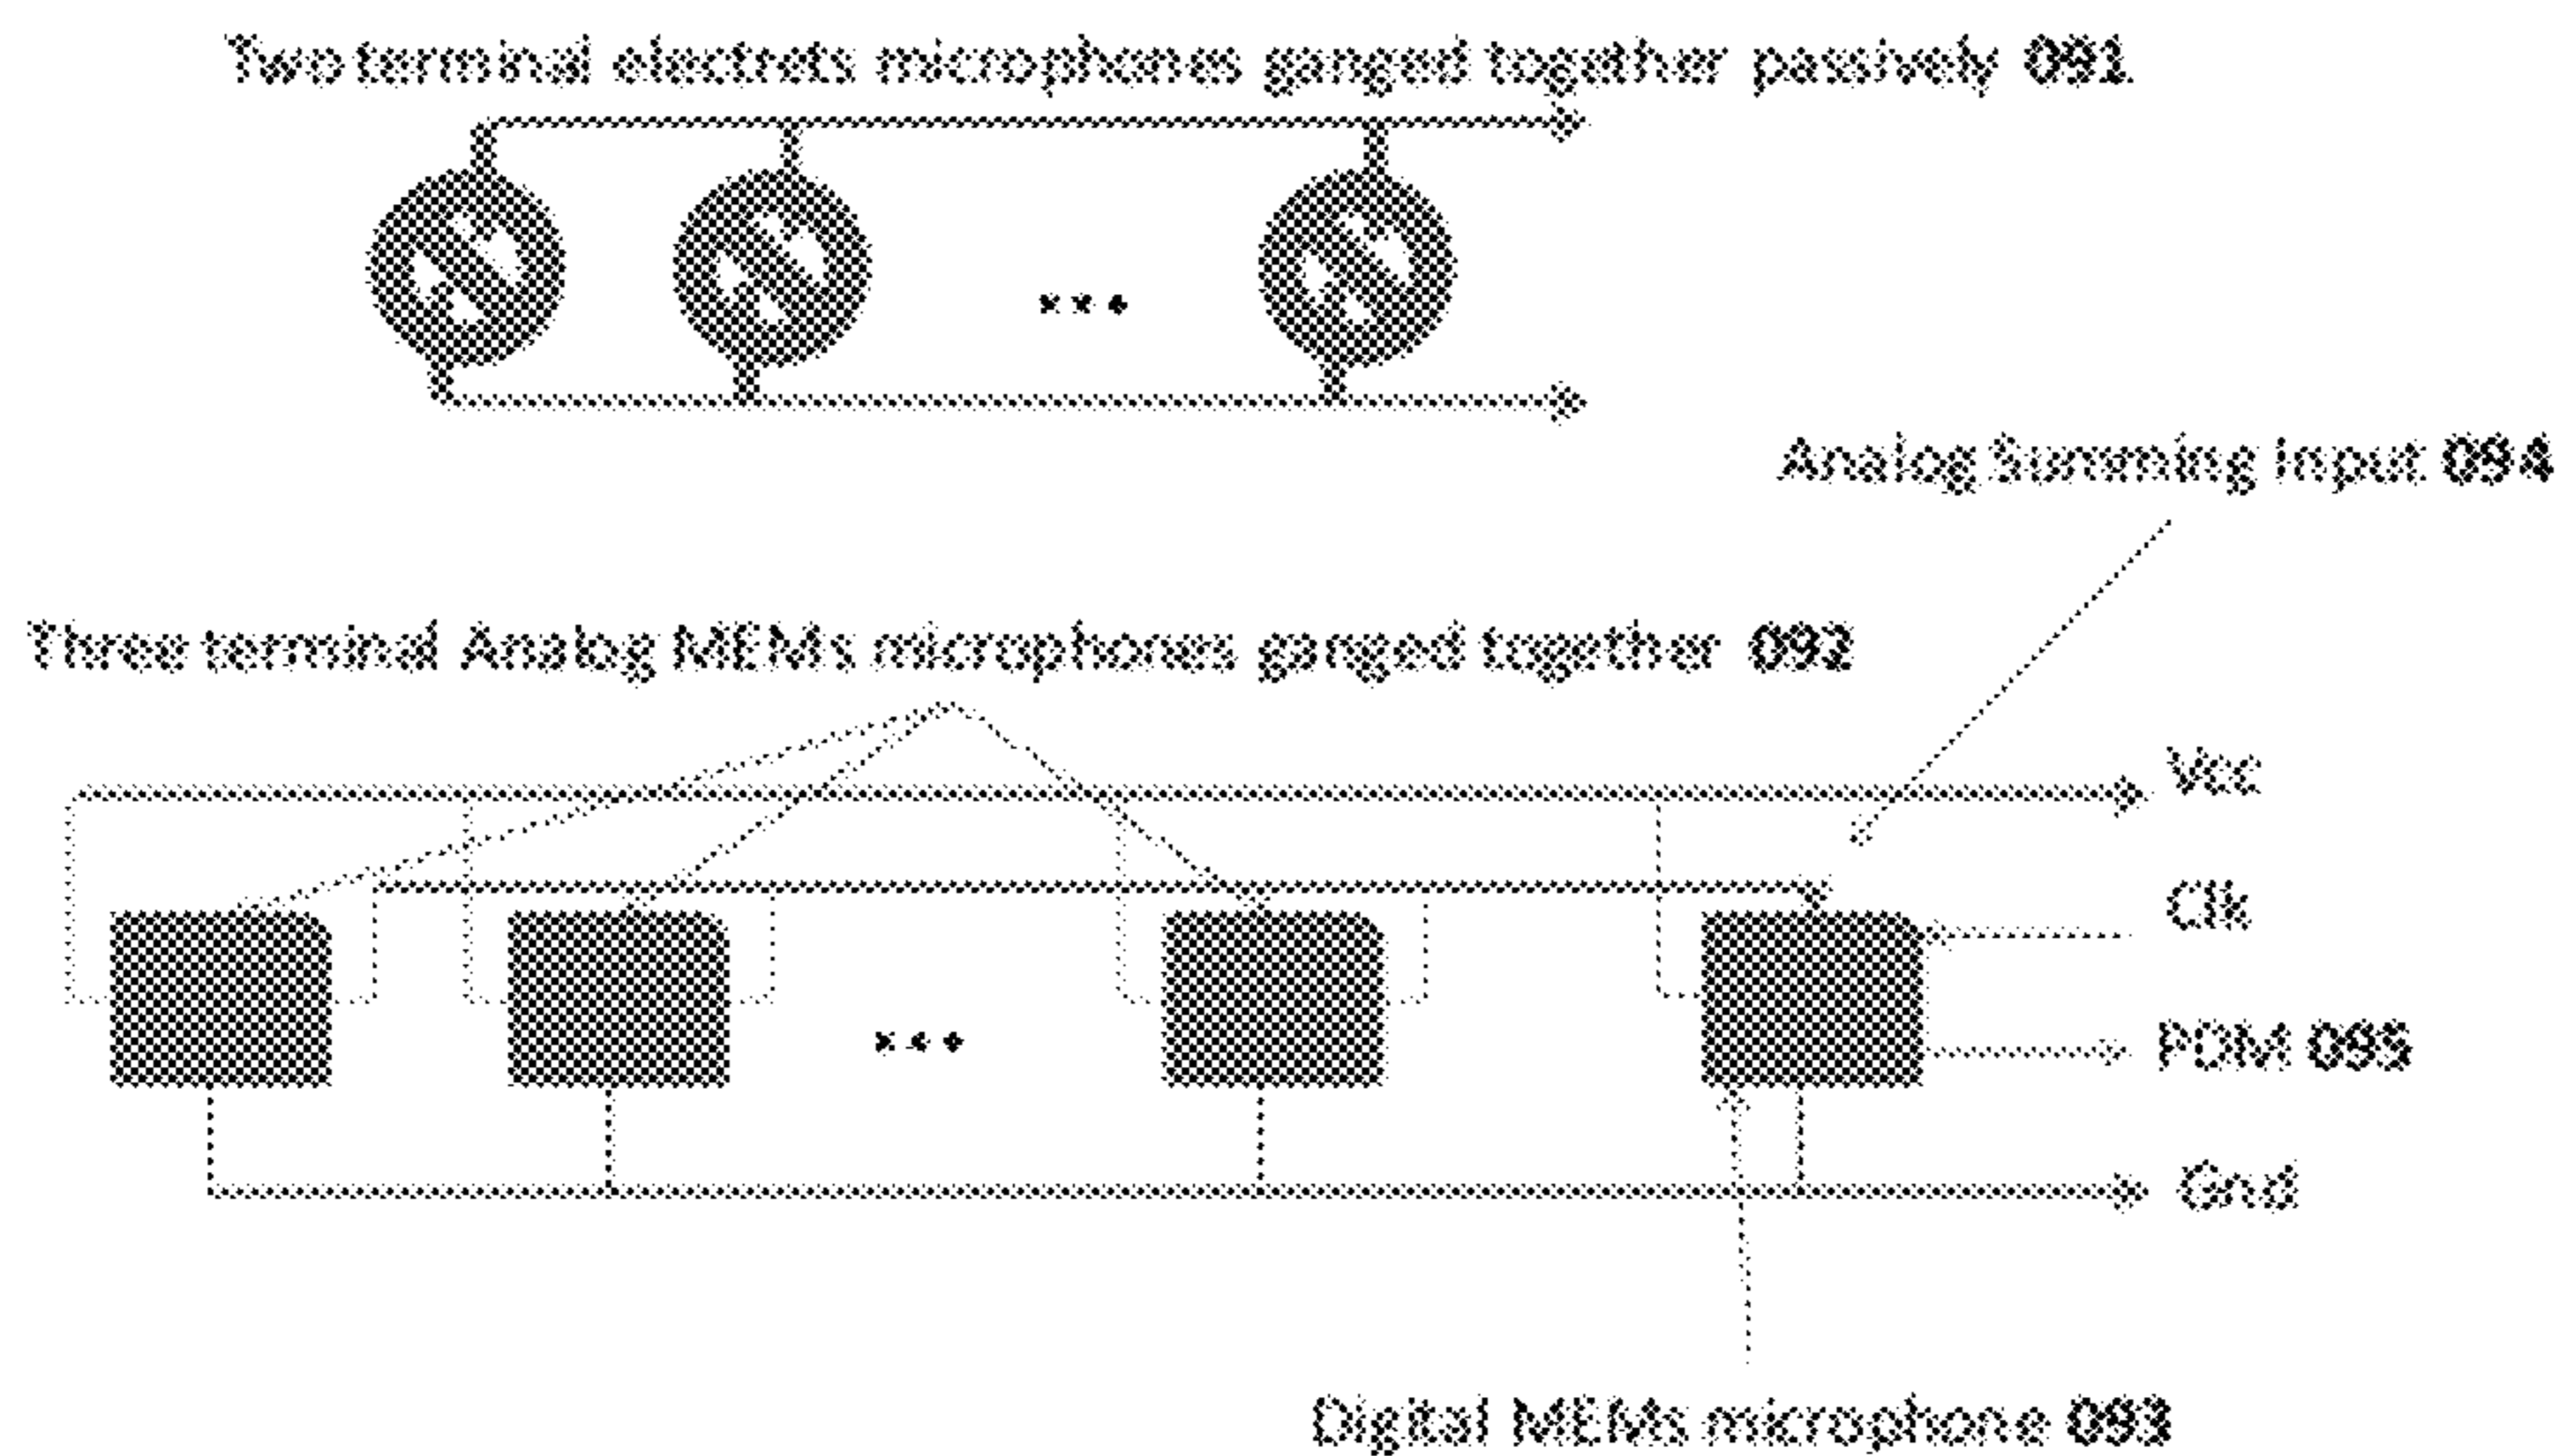 Two terminal electrets microphones ganged together passively 091
Analog Summing Input 094
Three terminal Analog MEMs microphones ganged together 092
Vcc
Clk
PDM 095
Gnd
Digital MEMs microphone 093